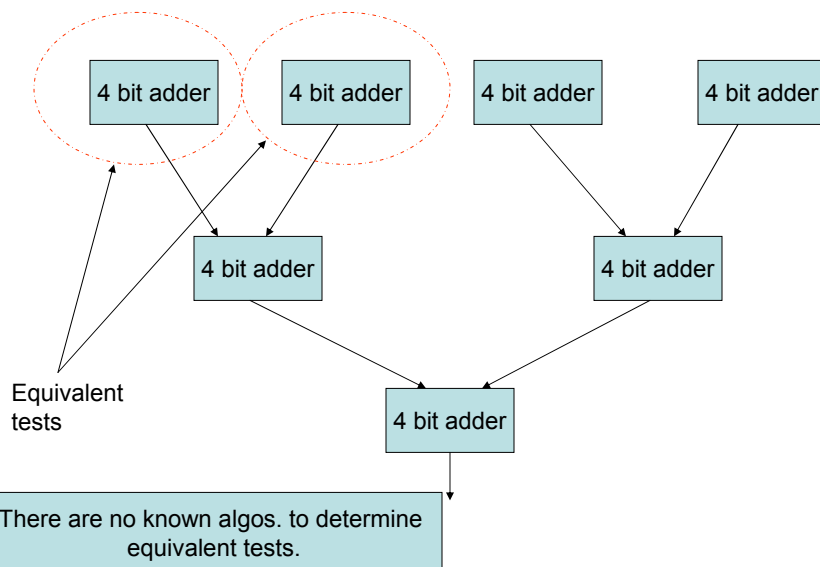 4 bit adder
4 bit adder
4 bit adder
4 bit adder
4 bit adder
4 bit adder
Equivalent
tests
4 bit adder
There are no known algos. to determine
equivalent tests.